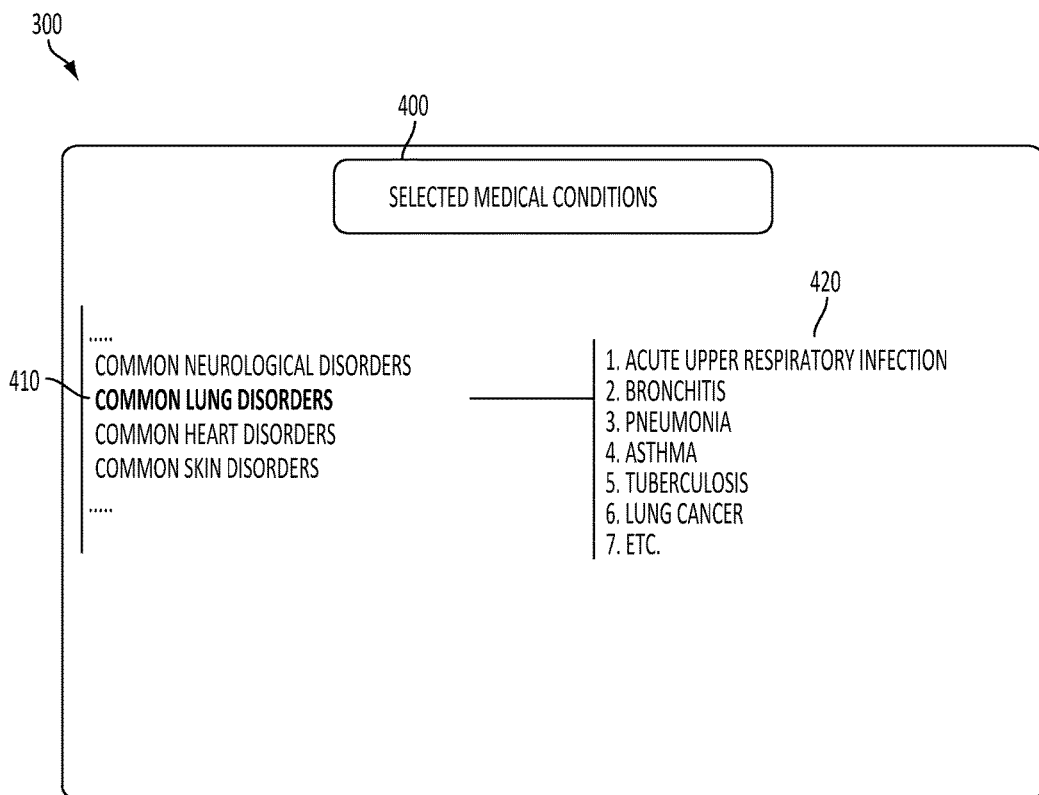 300
400
SELECTED MEDICAL CONDITIONS
420
.....
COMMON NEUROLOGICAL DISORDERS
410
COMMON LUNG DISORDERS
COMMON HEART DISORDERS
COMMON SKIN DISORDERS
.....
1. ACUTE UPPER RESPIRATORY INFECTION
2. BRONCHITIS
3. PNEUMONIA
4. ASTHMA
5. TUBERCULOSIS
6. LUNG CANCER
7. ETC.